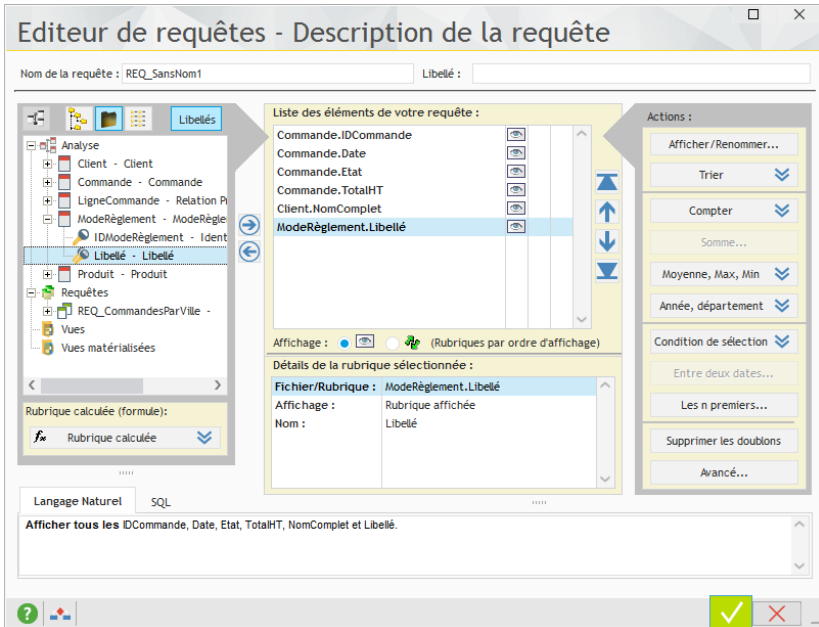 Editeur de requêtes - Description de la requête
Nom de la requête : REQ_SansNom1
Libellé :
Libellés
Analyse
Client - Client
Commande - Commande
LigneCommande - Relation P
ModeRèglement - ModeRègle
IDModeRèglement - Ident
Libellé - Libellé
Produit - Produit
Requêtes
REQ_CommandesParVille -
Vues
Vues matérialisées
Rubrique calculée (formule):
fx Rubrique calculée
Liste des éléments de votre requête :
Commande.IDCommande
Commande.Date
Commande.Etat
Commande.TotalHT
Client.NomComplet
ModeRèglement.Libellé
Affichage : (Rubriques par ordre d'affichage)
Détails de la rubrique sélectionnée :
Fichier/Rubrique : ModeRèglement.Libellé
Affichage : Rubrique affichée
Nom : Libellé
Actions :
Afficher/Renommer...
Trier
Compter
Somme...
Moyenne, Max, Min
Année, département
Condition de sélection
Entre deux dates...
Les n premiers...
Supprimer les doublons
Avancé...
Langage Naturel SQL
Afficher tous les IDCommande, Date, Etat, TotalHT, NomComplet et Libellé.